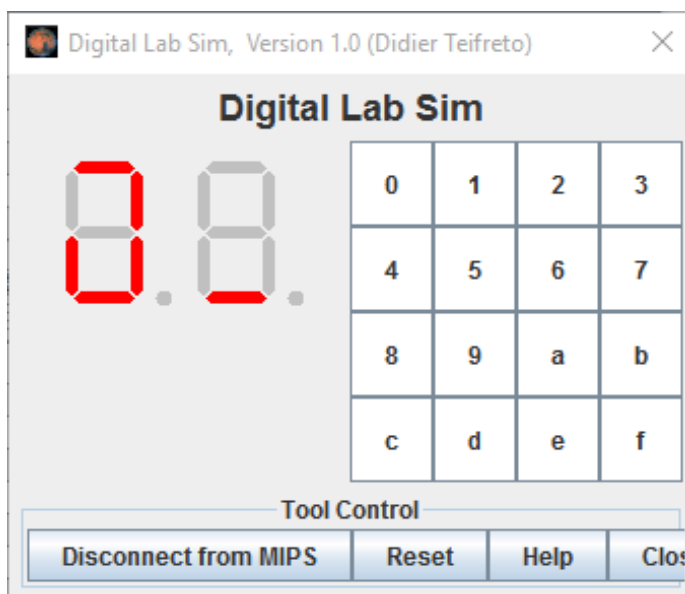 Digital Lab Sim, Version 1.0 (Didier Teifreto)
Digital Lab Sim
0 1 2 3
4 5 6 7
8 9 a b
c d e f
Tool Control
Disconnect from MIPS Reset Help Clos